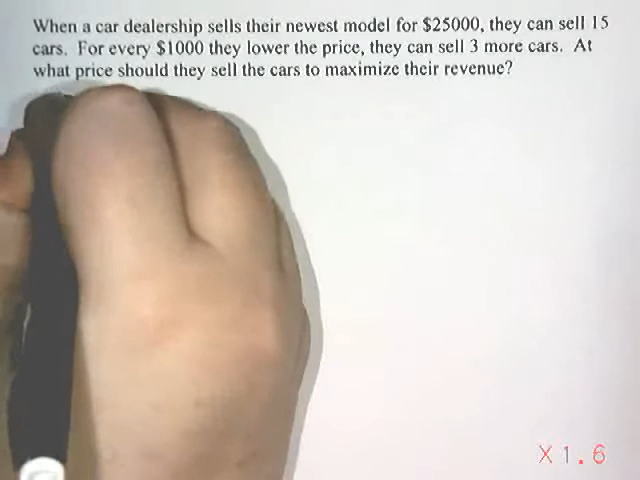 When a car dealership sells their newest model for $25000, they can sell 15
cars. For every $1000 they lower the price, they can sell 3 more cars. At
what price should they sell the cars to maximize their revenue?
X1.6